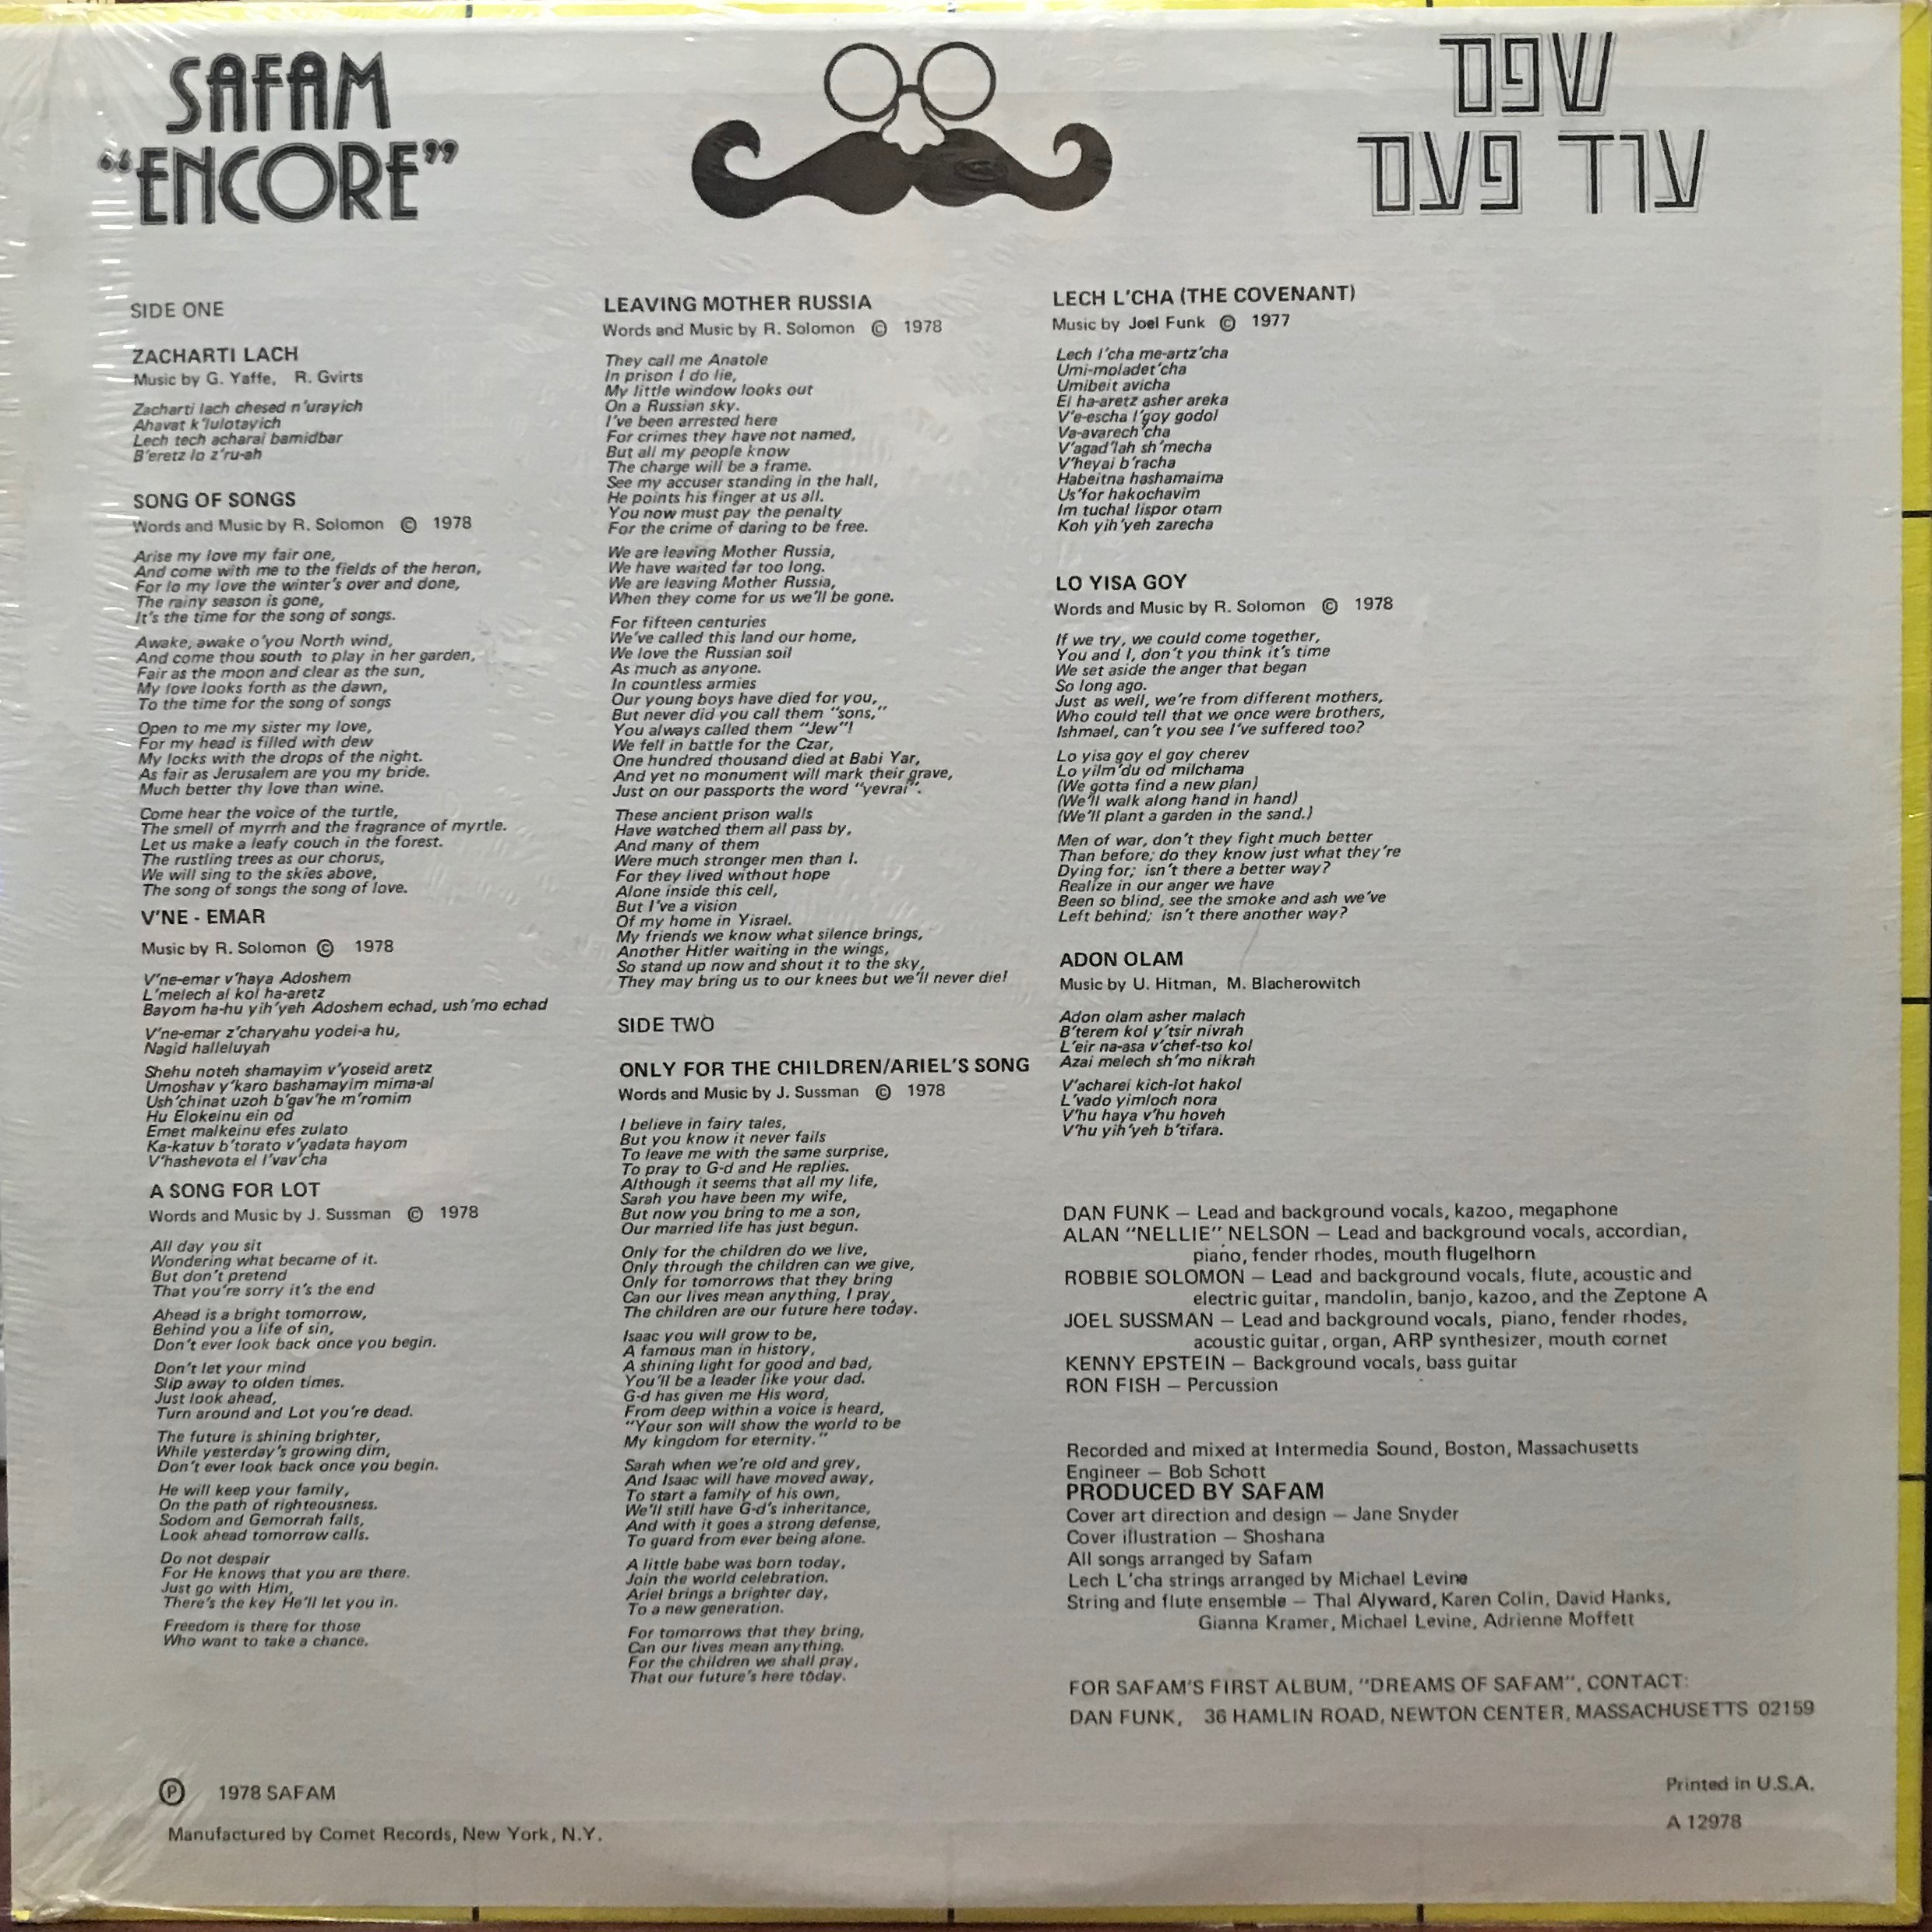 SAFAM
"ENCORE"
שפם
עוד פעם
SIDE ONE
ZACHARTI LACH
Music by G. Yaffe, R. Gvirts
Zacharti lach chesed n'urayich
Ahavat k'lulotayich
Lech tech acharai bamidbar
B'eretz lo z'ru-ah
SONG OF SONGS
Words and Music by R. Solomon © 1978
Arise my love my fair one,
And come with me to the fields of the heron,
For lo my love the winter's over and done,
The rainy season is gone,
It's the time for the song of songs.
Awake, awake o'you North wind,
And come thou south to play in her garden,
Fair as the moon and clear as the sun,
My love looks forth as the dawn,
To the time for the song of songs
Open to me my sister my love,
For my head is filled with dew
My locks with the drops of the night.
As fair as Jerusalem are you my bride.
Much better thy love than wine.
Come hear the voice of the turtle,
The smell of myrrh and the fragrance of myrtle.
Let us make a leafy couch in the forest.
The rustling trees as our chorus,
We will sing to the skies above,
The song of songs the song of love.
V'NE - EMAR
Music by R. Solomon © 1978
V'ne-emar v'haya Adoshem
L'melech al kol ha-aretz
Bayom ha-hu yih'yeh Adoshem echad, ush'mo echad
V'ne-emar z'charyahu yodei-a hu,
Nagid halleluyah
Shehu noteh shamayim v'yoseid aretz
Umoshav y'karo bashamayim mima-al
Ush'chinat uzoh b'gav'he m'romim
Hu Elokeinu ein od
Emet malkeinu efes zulato
Ka-katuv b'torato v'yadata hayom
V'hashevota el l'vav'cha
A SONG FOR LOT
Words and Music by J. Sussman © 1978
All day you sit
Wondering what became of it.
But don't pretend
That you're sorry it's the end
Ahead is a bright tomorrow,
Behind you a life of sin,
Don't ever look back once you begin.
Don't let your mind
Slip away to olden times.
Just look ahead,
Turn around and Lot you're dead.
The future is shining brighter,
While yesterday's growing dim,
Don't ever look back once you begin.
He will keep your family,
On the path of righteousness.
Sodom and Gemorrah falls,
Look ahead tomorrow calls.
Do not despair
For He knows that you are there.
Just go with Him,
There's the key He'll let you in.
Freedom is there for those
Who want to take a chance.
LEAVING MOTHER RUSSIA
Words and Music by R. Solomon © 1978
They call me Anatole
In prison I do lie,
My little window looks out
On a Russian sky.
I've been arrested here
For crimes they have not named,
But all my people know
The charge will be a frame.
See my accuser standing in the hall,
He points his finger at us all.
You now must pay the penalty
For the crime of daring to be free.
We are leaving Mother Russia,
We have waited far too long.
We are leaving Mother Russia,
When they come for us we'll be gone.
For fifteen centuries
We've called this land our home,
We love the Russian soil
As much as anyone.
In countless armies
Our young boys have died for you,
But never did you call them "sons,"
You always called them "Jew"!
We fell in battle for the Czar,
One hundred thousand died at Babi Yar,
And yet no monument will mark their grave,
Just on our passports the word "yevrai".
These ancient prison walls
Have watched them all pass by,
And many of them
Were much stronger men than I.
For they lived without hope
Alone inside this cell,
But I've a vision
Of my home in Yisrael.
My friends we know what silence brings,
Another Hitler waiting in the wings,
So stand up now and shout it to the sky,
They may bring us to our knees but we'll never die!
SIDE TWO
ONLY FOR THE CHILDREN/ARIEL'S SONG
Words and Music by J. Sussman © 1978
I believe in fairy tales,
But you know it never fails
To leave me with the same surprise,
To pray to G-d and He replies.
Although it seems that all my life,
Sarah you have been my wife,
But now you bring to me a son,
Our married life has just begun.
Only for the children do we live,
Only through the children can we give,
Only for tomorrows that they bring
Can our lives mean anything, I pray,
The children are our future here today.
Isaac you will grow to be,
A famous man in history,
A shining light for good and bad,
You'll be a leader like your dad.
G-d has given me His word,
From deep within a voice is heard,
"Your son will show the world to be
My kingdom for eternity."
Sarah when we're old and grey,
And Isaac will have moved away,
To start a family of his own,
We'll still have G-d's inheritance,
And with it goes a strong defense,
To guard from ever being alone.
A little babe was born today,
Join the world celebration.
Ariel brings a brighter day,
To a new generation.
For tomorrows that they bring,
Can our lives mean anything.
For the children we shall pray,
That our future's here today.
LECH L'CHA (THE COVENANT)
Music by Joel Funk © 1977
Lech l'cha me-artz'cha
Umi-moladet'cha
Umibeit avicha
El ha-aretz asher areka
V'e-escha l'goy godol
Va-avarech'cha
V'agad'lah sh'mecha
V'heyai b'racha
Habeitna hashamaima
Us'for hakochavim
Im tuchal lispor otam
Koh yih'yeh zarecha
LO YISA GOY
Words and Music by R. Solomon © 1978
If we try, we could come together,
You and I, don't you think it's time
We set aside the anger that began
So long ago.
Just as well, we're from different mothers,
Who could tell that we once were brothers,
Ishmael, can't you see I've suffered too?
Lo yisa goy el goy cherev
Lo yilm'du od milchama
(We gotta find a new plan)
(We'll walk along hand in hand)
(We'll plant a garden in the sand.)
Men of war, don't they fight much better
Than before; do they know just what they're
Dying for; isn't there a better way?
Realize in our anger we have
Been so blind, see the smoke and ash we've
Left behind; isn't there another way?
ADON OLAM
Music by U. Hitman, M. Blacherowitch
Adon olam asher malach
B'terem kol y'tsir nivrah
L'eir na-asa v'chef-tso kol
Azai melech sh'mo nikrah
V'acharei kich-lot hakol
L'vado yimloch nora
V'hu haya v'hu hoveh
V'hu yih'yeh b'tifara.
DAN FUNK — Lead and background vocals, kazoo, megaphone
ALAN "NELLIE" NELSON — Lead and background vocals, accordian,
piano, fender rhodes, mouth flugelhorn
ROBBIE SOLOMON — Lead and background vocals, flute, acoustic and
electric guitar, mandolin, banjo, kazoo, and the Zeptone A
JOEL SUSSMAN — Lead and background vocals, piano, fender rhodes,
acoustic guitar, organ, ARP synthesizer, mouth cornet
KENNY EPSTEIN — Background vocals, bass guitar
RON FISH — Percussion
Recorded and mixed at Intermedia Sound, Boston, Massachusetts
Engineer — Bob Schott
PRODUCED BY SAFAM
Cover art direction and design — Jane Snyder
Cover illustration — Shoshana
All songs arranged by Safam
Lech L'cha strings arranged by Michael Levine
String and flute ensemble — Thal Alyward, Karen Colin, David Hanks,
Gianna Kramer, Michael Levine, Adrienne Moffett
FOR SAFAM'S FIRST ALBUM, "DREAMS OF SAFAM", CONTACT:
DAN FUNK, 36 HAMLIN ROAD, NEWTON CENTER, MASSACHUSETTS 02159
Ⓟ 1978 SAFAM
Manufactured by Comet Records, New York, N.Y.
Printed in U.S.A.
A 12978